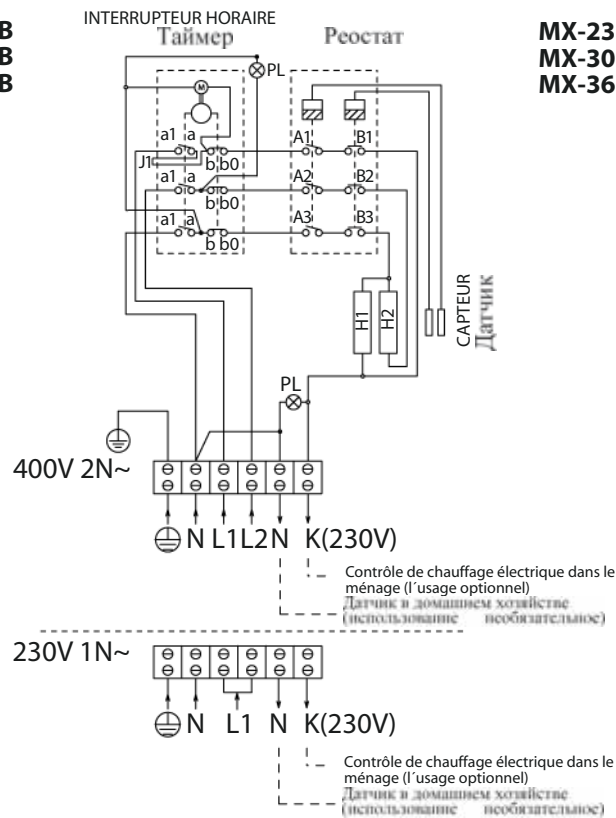 INTERRUPTEUR HORAIRE
B
B
B
MX-23
MX-30
MX-36
Таймер
Реостат
PL
M
a1 a
J1
b b0
a1 a
b b0
a1 a
b b0
A1
B1
A2
B2
A3
B3
H1
H2
CAPTEUR
Датчик
PL
400V 2N~
N L1 L2 N K(230V)
Contrôle de chauffage électrique dans le
ménage (l´usage optionnel)
Датчик в домашнем хозяйстве
(использование необязательное)
230V 1N~
N L1 N K(230V)
Contrôle de chauffage électrique dans le
ménage (l´usage optionnel)
Датчик в домашнем хозяйстве
(использование необязательное)